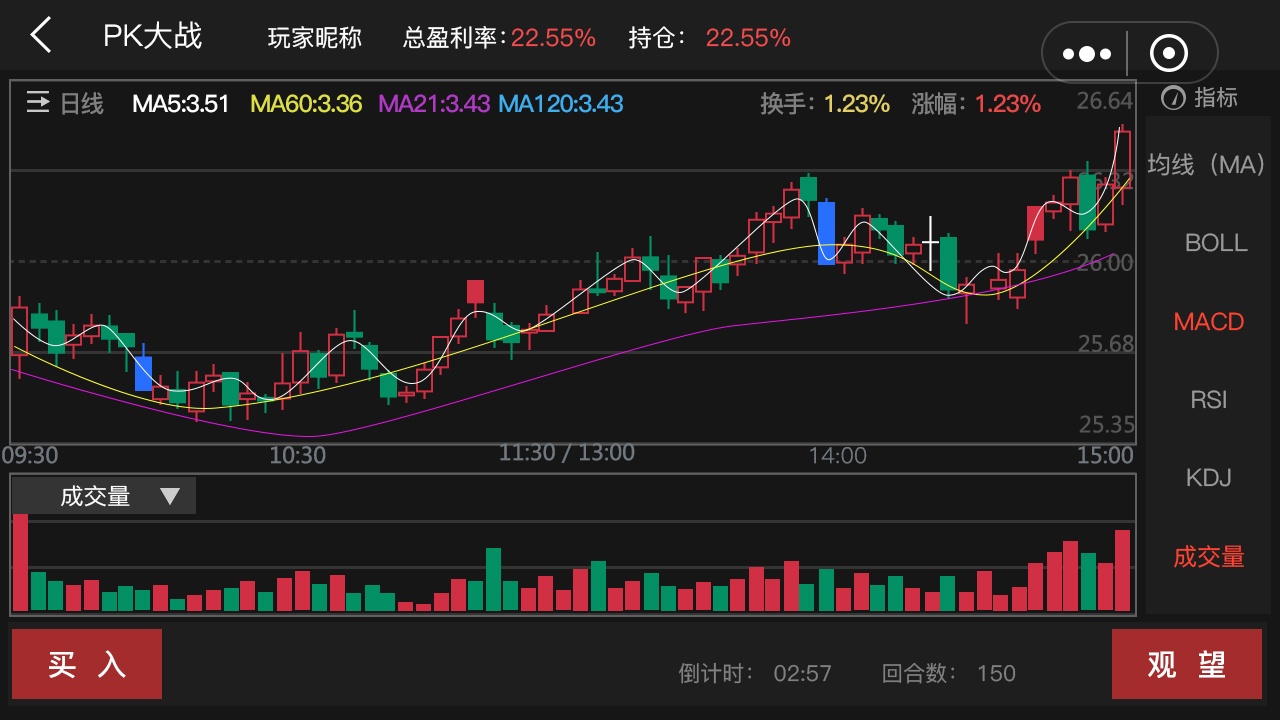 PK大战 玩家昵称 总盈利率:22.55% 持仓: 22.55%
日线 MA5:3.51 MA60:3.36 MA21:3.43 MA120:3.43 换手: 1.23% 涨幅: 1.23% 26.64
指标
均线（MA）
26.32
BOLL
26.00
MACD
25.68
RSI
25.35
09:30 10:30 11:30 / 13:00 14:00 15:00
KDJ
成交量 ▼
成交量
买 入
倒计时: 02:57 回合数: 150
观 望